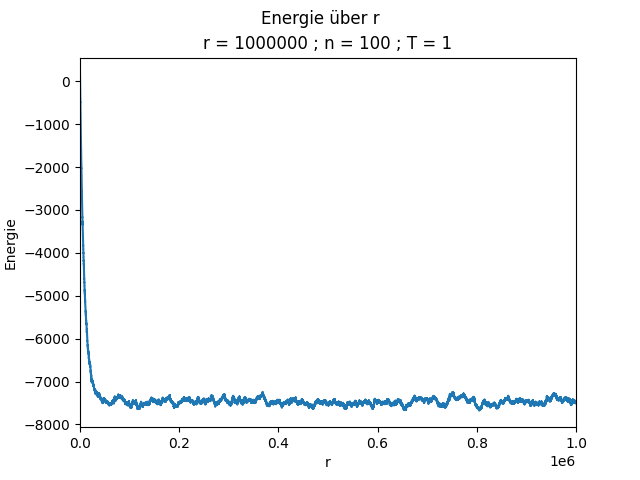 Energie über r
r = 1000000 ; n = 100 ; T = 1
0
−1000
−2000
−3000
−4000
−5000
−6000
−7000
−8000
Energie
0.0 0.2 0.4 0.6 0.8 1.0
r
1e6